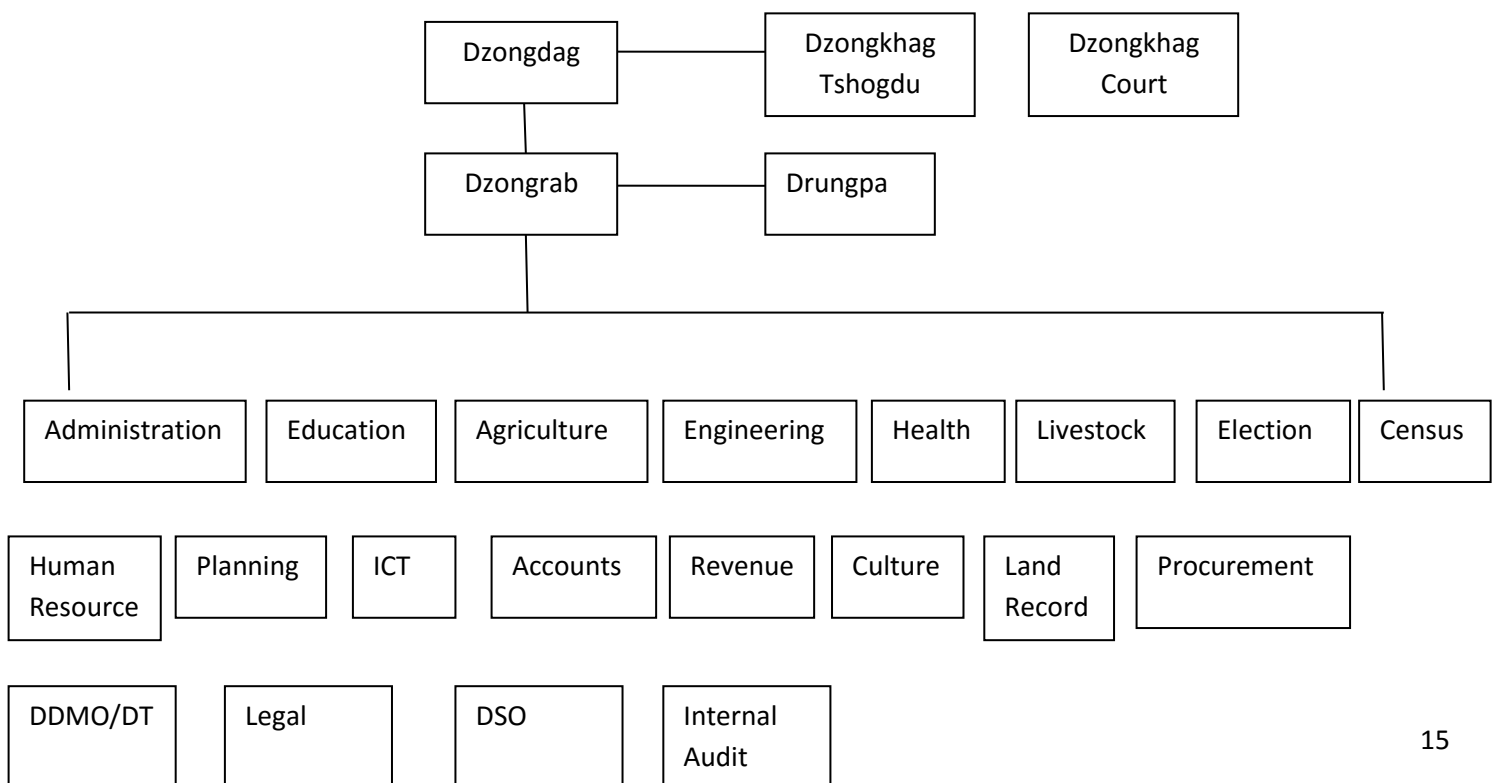 Dzongdag
Dzongkhag
Tshogdu
Dzongkhag
Court
Dzongrab
Drungpa
Administration
Education
Agriculture
Engineering
Health
Livestock
Election
Census
Human
Resource
Planning
ICT
Accounts
Revenue
Culture
Land
Record
Procurement
DDMO/DT
Legal
DSO
Internal
Audit
15